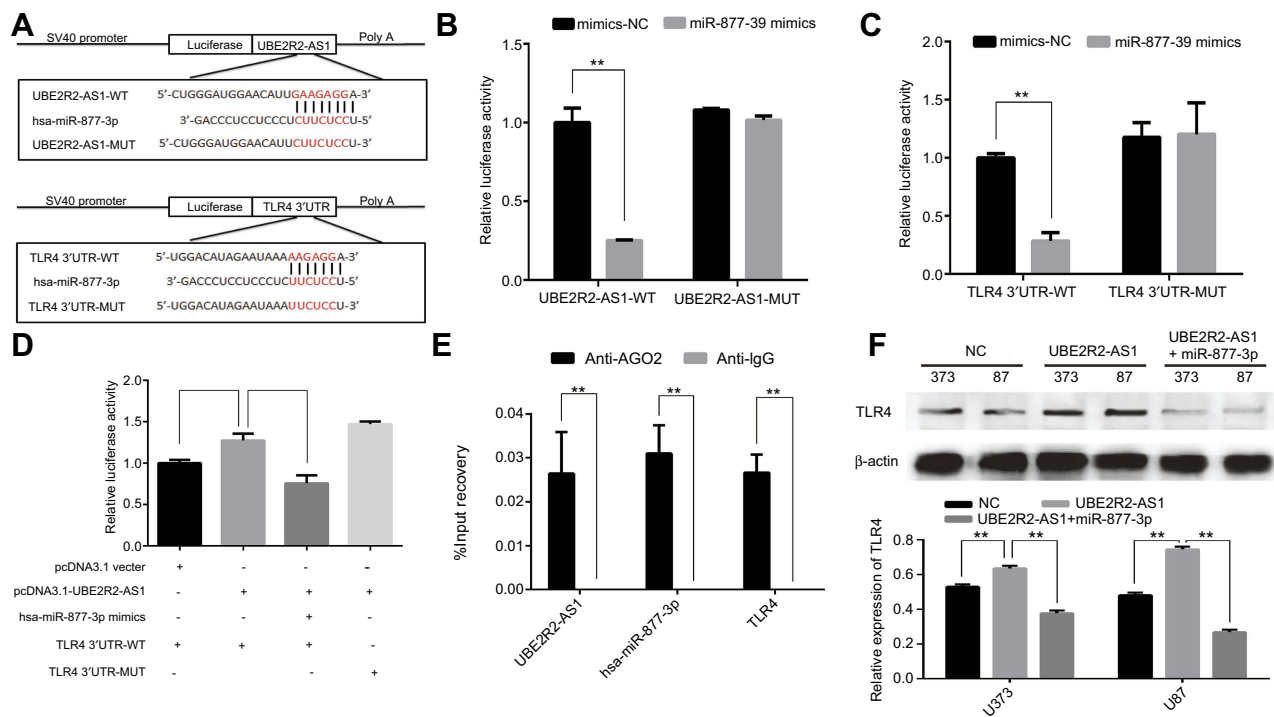 A
SV40 promoter
Luciferase
UBE2R2-AS1
Poly A
UBE2R2-AS1-WT 5'-CUGGGAUGGAACAUUGAAGAGGA-3'
hsa-miR-877-3p 3'-GACCCUCCUCCCUCUUCUCCU-5'
UBE2R2-AS1-MUT 5'-CUGGGAUGGAACAUUCUUCUCCU-3'
SV40 promoter
Luciferase
TLR4 3'UTR
Poly A
TLR4 3'UTR-WT 5'-UGGACAUAGAAUAAAAAGAGGA-3'
hsa-miR-877-3p 3'-GACCCUCCUCCCUCUUCUCCU-5'
TLR4 3'UTR-MUT 5'-UGGACAUAGAAUAAAUUCUCCU-3'
B
mimics-NC
miR-877-39 mimics
Relative luciferase activity
1.5
1.0
0.5
0.0
**
UBE2R2-AS1-WT
UBE2R2-AS1-MUT
C
mimics-NC
miR-877-39 mimics
Relative luciferase activity
2.0
1.5
1.0
0.5
0.0
**
TLR4 3'UTR-WT
TLR4 3'UTR-MUT
D
Relative luciferase activity
2.0
1.5
1.0
0.5
0.0
pcDNA3.1 vecter + - - -
pcDNA3.1-UBE2R2-AS1 - + + +
hsa-miR-877-3p mimics - - + -
TLR4 3'UTR-WT + + + -
TLR4 3'UTR-MUT - - - +
E
Anti-AGO2
Anti-IgG
%Input recovery
0.04
0.03
0.02
0.01
0.00
** ** **
UBE2R2-AS1
hsa-miR-877-3p
TLR4
F
NC
UBE2R2-AS1
UBE2R2-AS1
+ miR-877-3p
373 87 373 87 373 87
TLR4
β-actin
NC
UBE2R2-AS1
UBE2R2-AS1+miR-877-3p
Relative expression of TLR4
0.8
0.6
0.4
0.2
0.0
** ** ** **
U373
U87